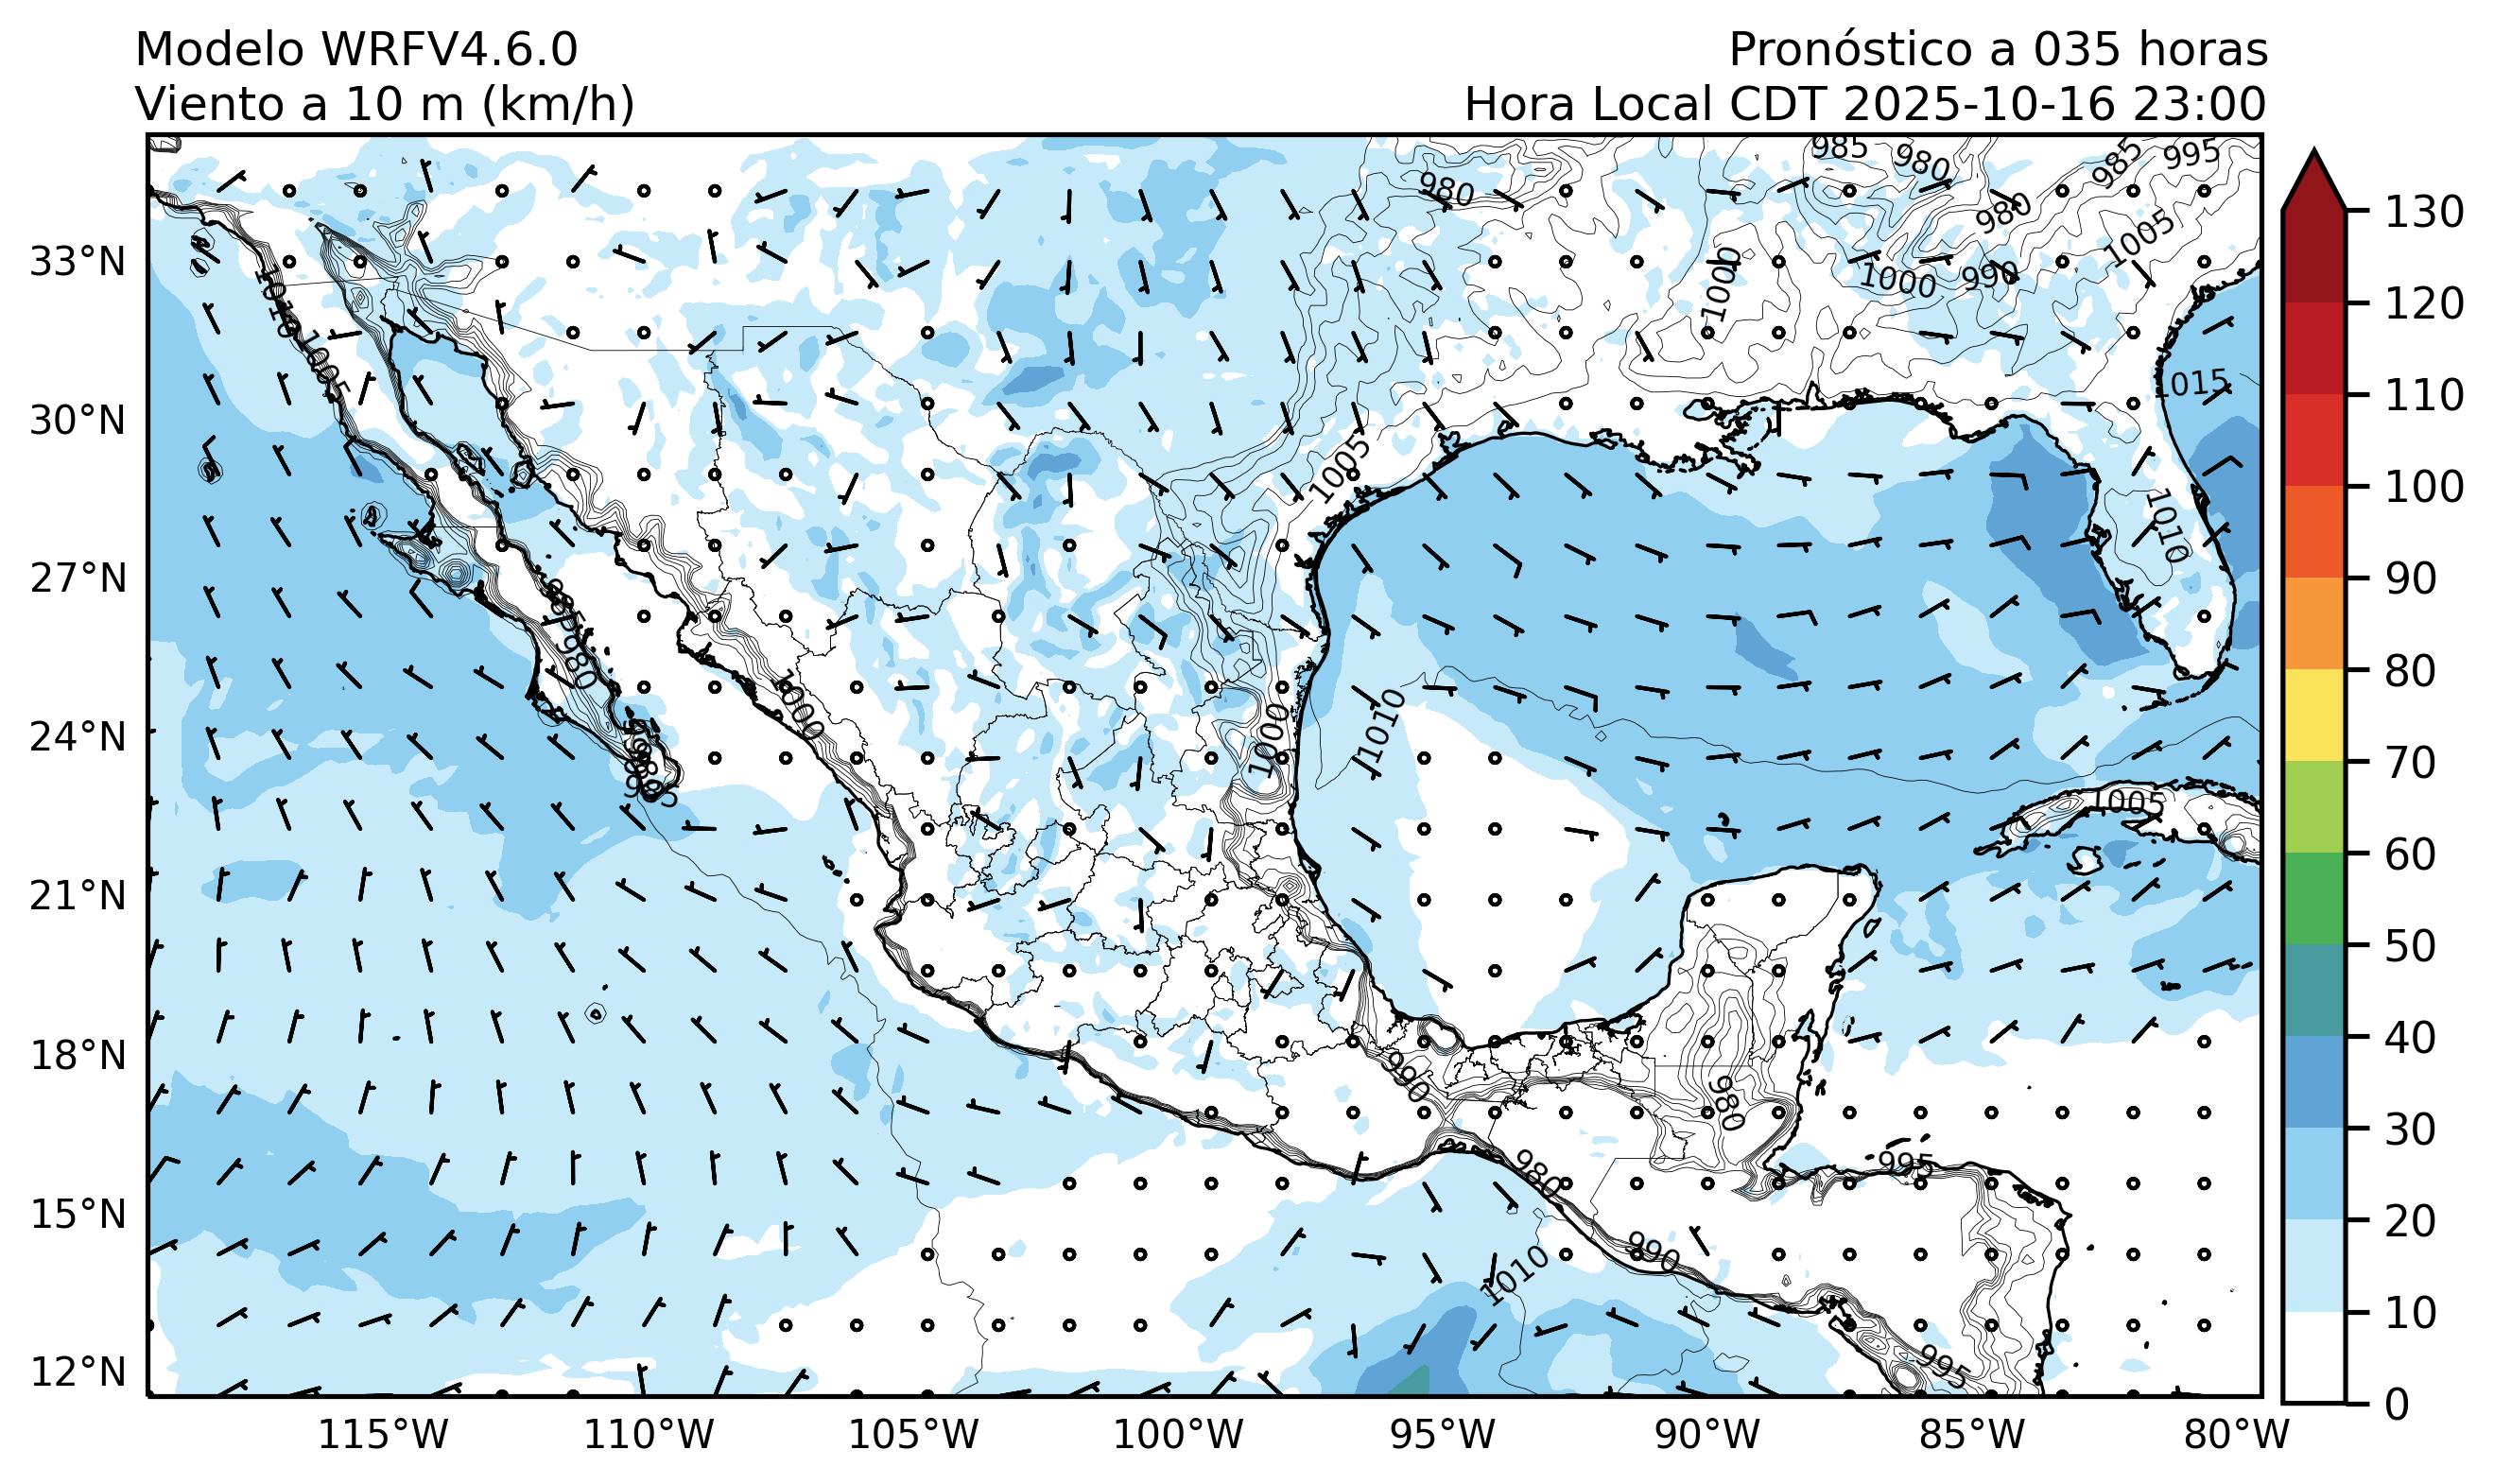 Modelo WRFV4.6.0
Pronóstico a 035 horas
Viento a 10 m (km/h)
Hora Local CDT 2025-10-16 23:00
33°N
30°N
27°N
24°N
21°N
18°N
15°N
12°N
115°W
110°W
105°W
100°W
95°W
90°W
85°W
80°W
130
120
110
100
90
80
70
60
50
40
30
20
10
0
985
980
985
995
980
980
1005
1000
1000
990
1010
1005
1015
1005
1010
980
1000
1010
1000
1005
990
980
995
980
990
1010
995